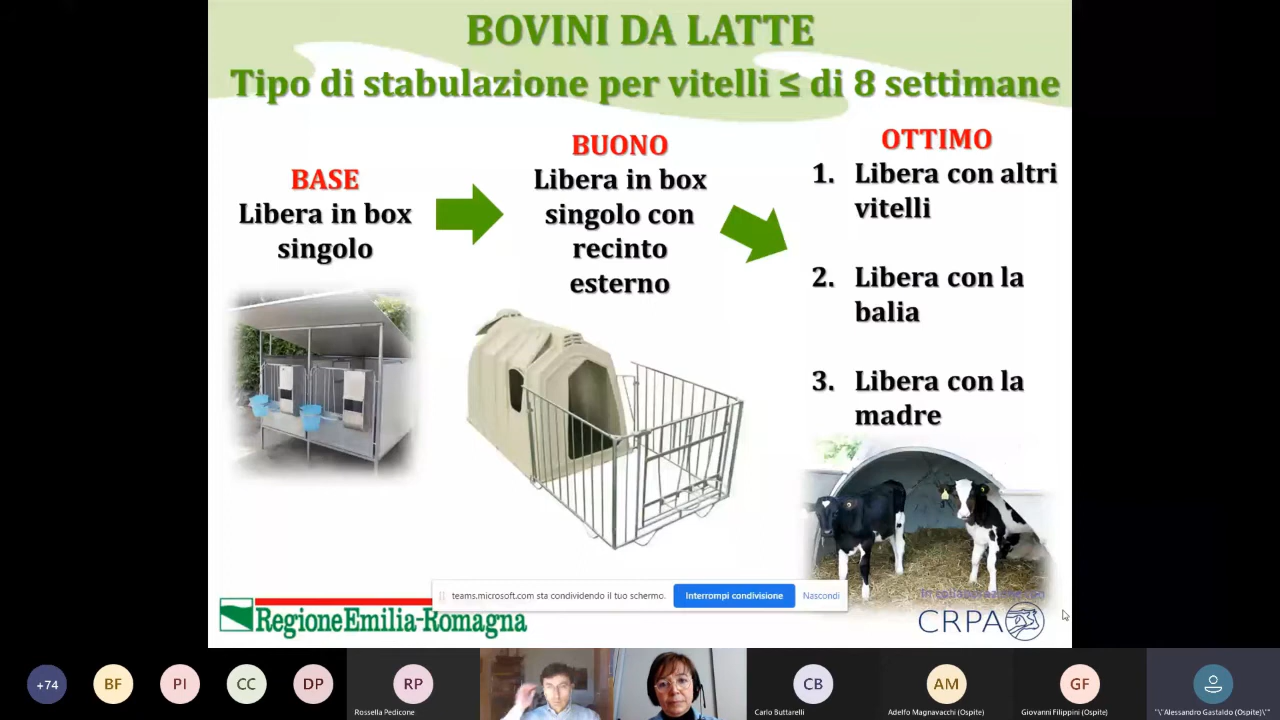 BOVINI DA LATTE
Tipo di stabulazione per vitelli ≤ di 8 settimane
BASE
Libera in box
singolo
BUONO
Libera in box
singolo con
recinto
esterno
OTTIMO
1. Libera con altri
vitelli
2. Libera con la
balia
3. Libera con la
madre
teams.microsoft.com sta condividendo il tuo schermo.
Interrompi condivisione
Nascondi
RegioneEmilia-Romagna
CRPA
+74
BF
PI
CC
DP
RP
Rossella Pedicone
CB
Carlo Buttarelli
AM
Adelfo Magnavacchi (Ospite)
GF
Giovanni Filippini (Ospite)
"\"Alessandro Gastaldo (Ospite)\""